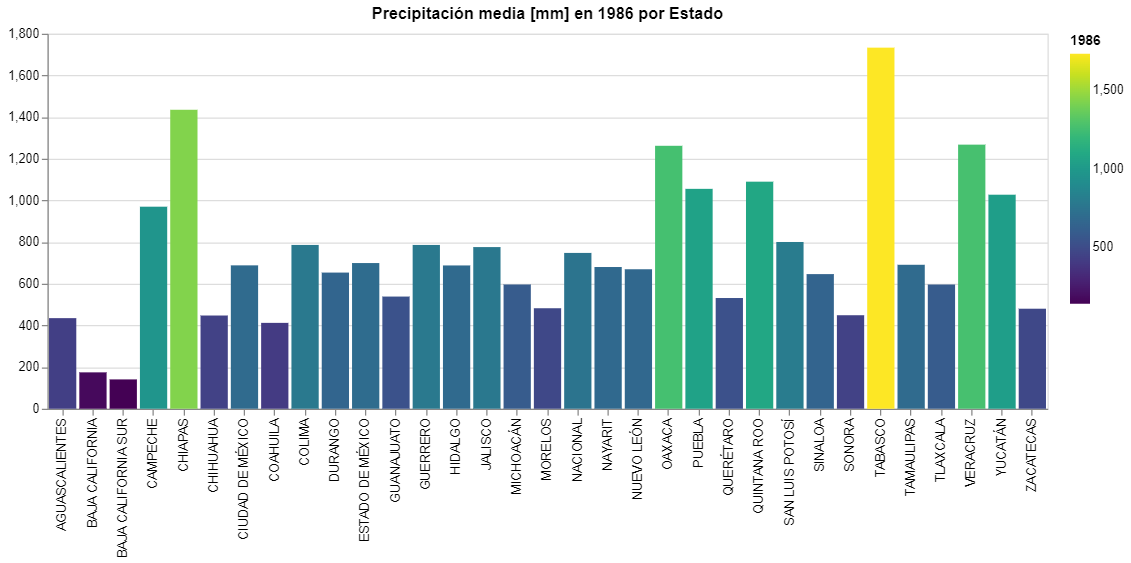 Precipitación media [mm] en 1986 por Estado
1,800
1,600
1,400
1,200
1,000
800
600
400
200
0
AGUASCALIENTES
BAJA CALIFORNIA
BAJA CALIFORNIA SUR
CAMPECHE
CHIAPAS
CHIHUAHUA
CIUDAD DE MÉXICO
COAHUILA
COLIMA
DURANGO
ESTADO DE MÉXICO
GUANAJUATO
GUERRERO
HIDALGO
JALISCO
MICHOACÁN
MORELOS
NACIONAL
NAYARIT
NUEVO LEÓN
OAXACA
PUEBLA
QUERÉTARO
QUINTANA ROO
SAN LUIS POTOSÍ
SINALOA
SONORA
TABASCO
TAMAULIPAS
TLAXCALA
VERACRUZ
YUCATÁN
ZACATECAS
1986
1,500
1,000
500